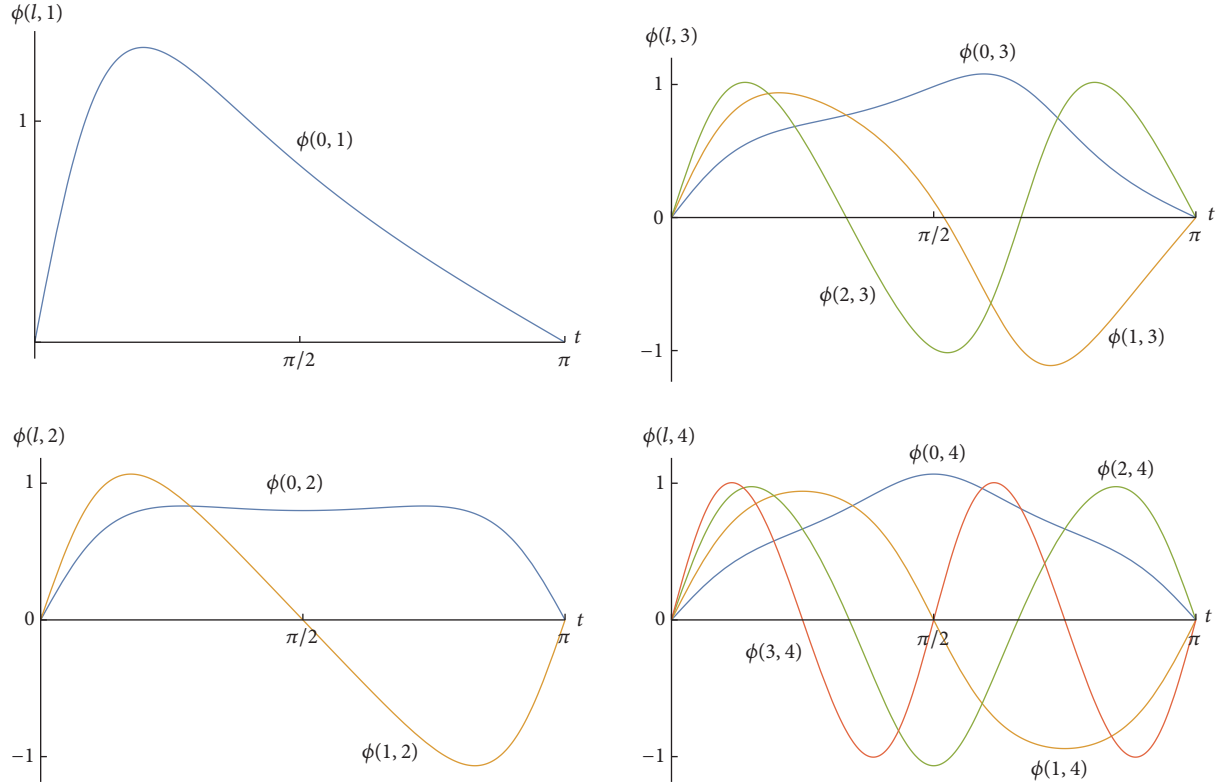 ϕ(l, 1)
1
ϕ(0, 1)
π/2
π
t
ϕ(l, 3)
1
0
−1
ϕ(0, 3)
ϕ(2, 3)
ϕ(1, 3)
π/2
π
t
ϕ(l, 2)
1
0
−1
ϕ(0, 2)
ϕ(1, 2)
π/2
π
t
ϕ(l, 4)
1
0
−1
ϕ(0, 4)
ϕ(2, 4)
ϕ(3, 4)
ϕ(1, 4)
π/2
π
t